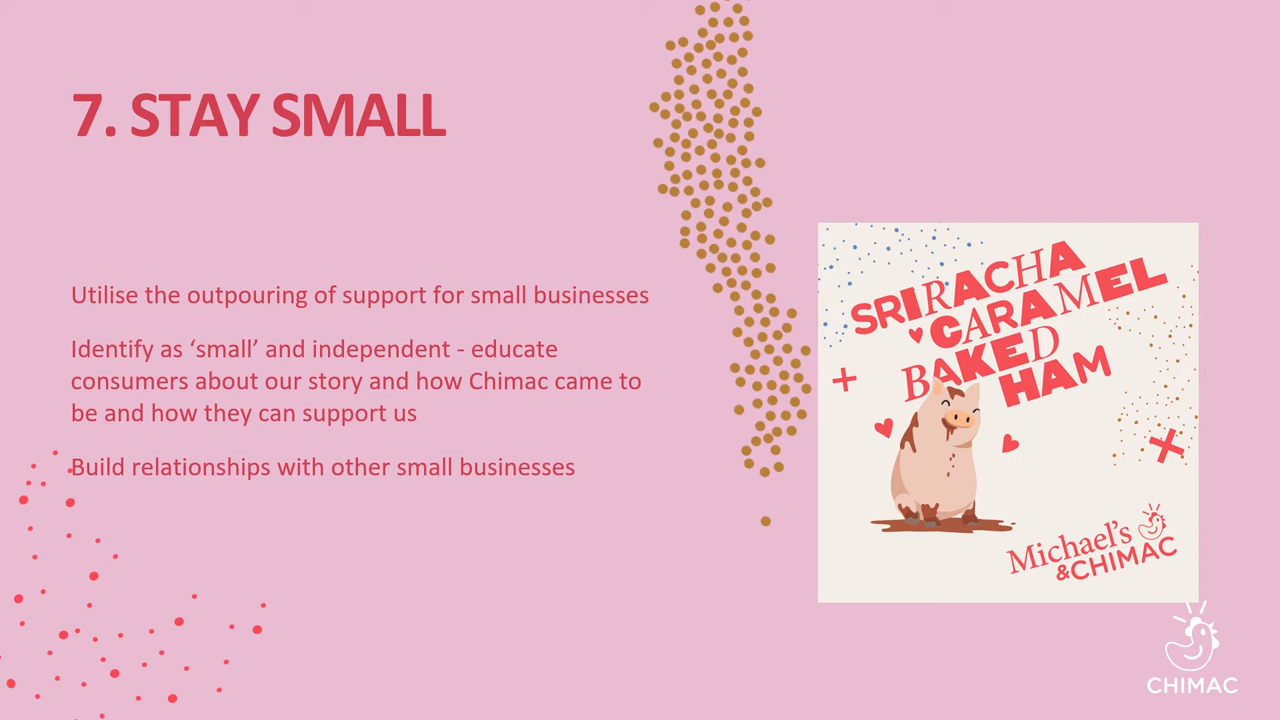 7. STAY SMALL
Utilise the outpouring of support for small businesses
Identify as ‘small’ and independent - educate
consumers about our story and how Chimac came to
be and how they can support us
Build relationships with other small businesses
SRIRACHA
CARAMEL
BAKED
HAM
Michael's
&CHIMAC
CHIMAC